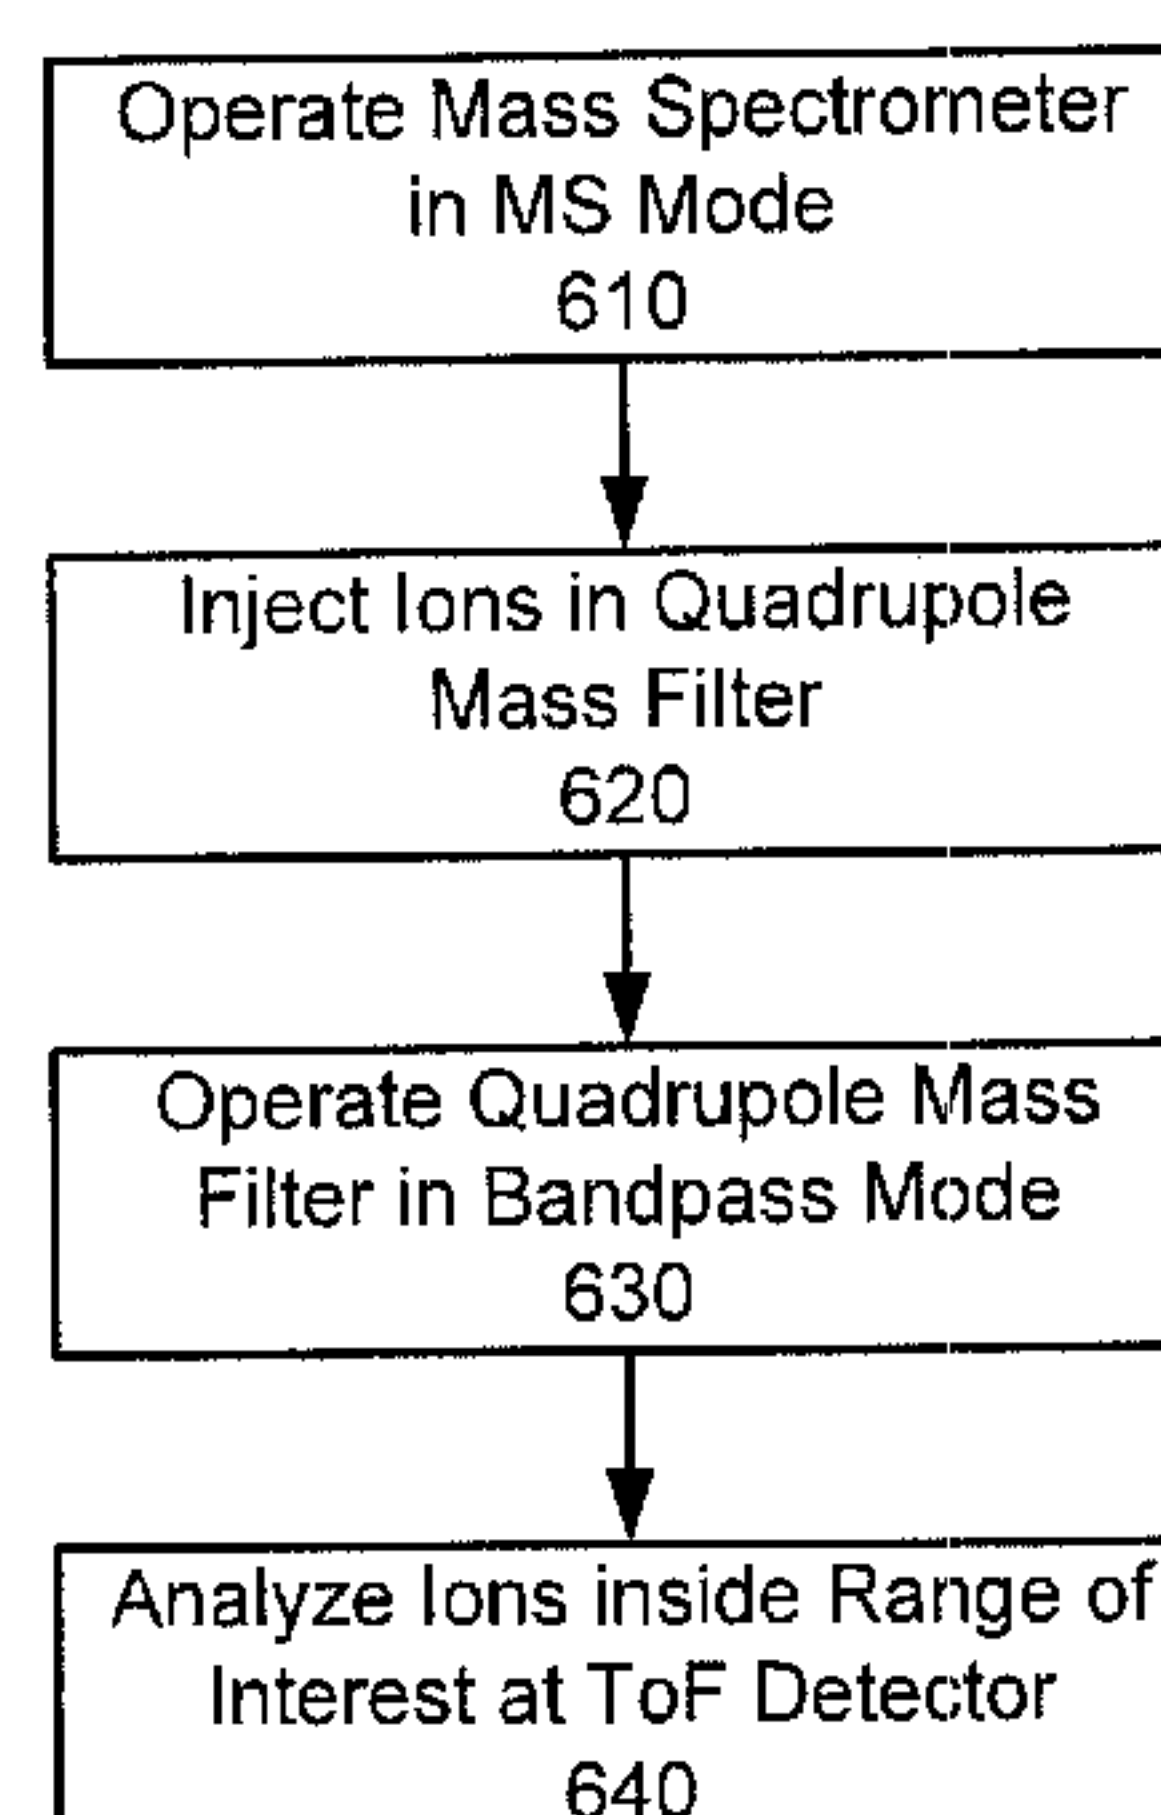 Operate Mass Spectrometer
in MS Mode
610
Inject Ions in Quadrupole
Mass Filter
620
Operate Quadrupole Mass
Filter in Bandpass Mode
630
Analyze Ions inside Range of
Interest at ToF Detector
640